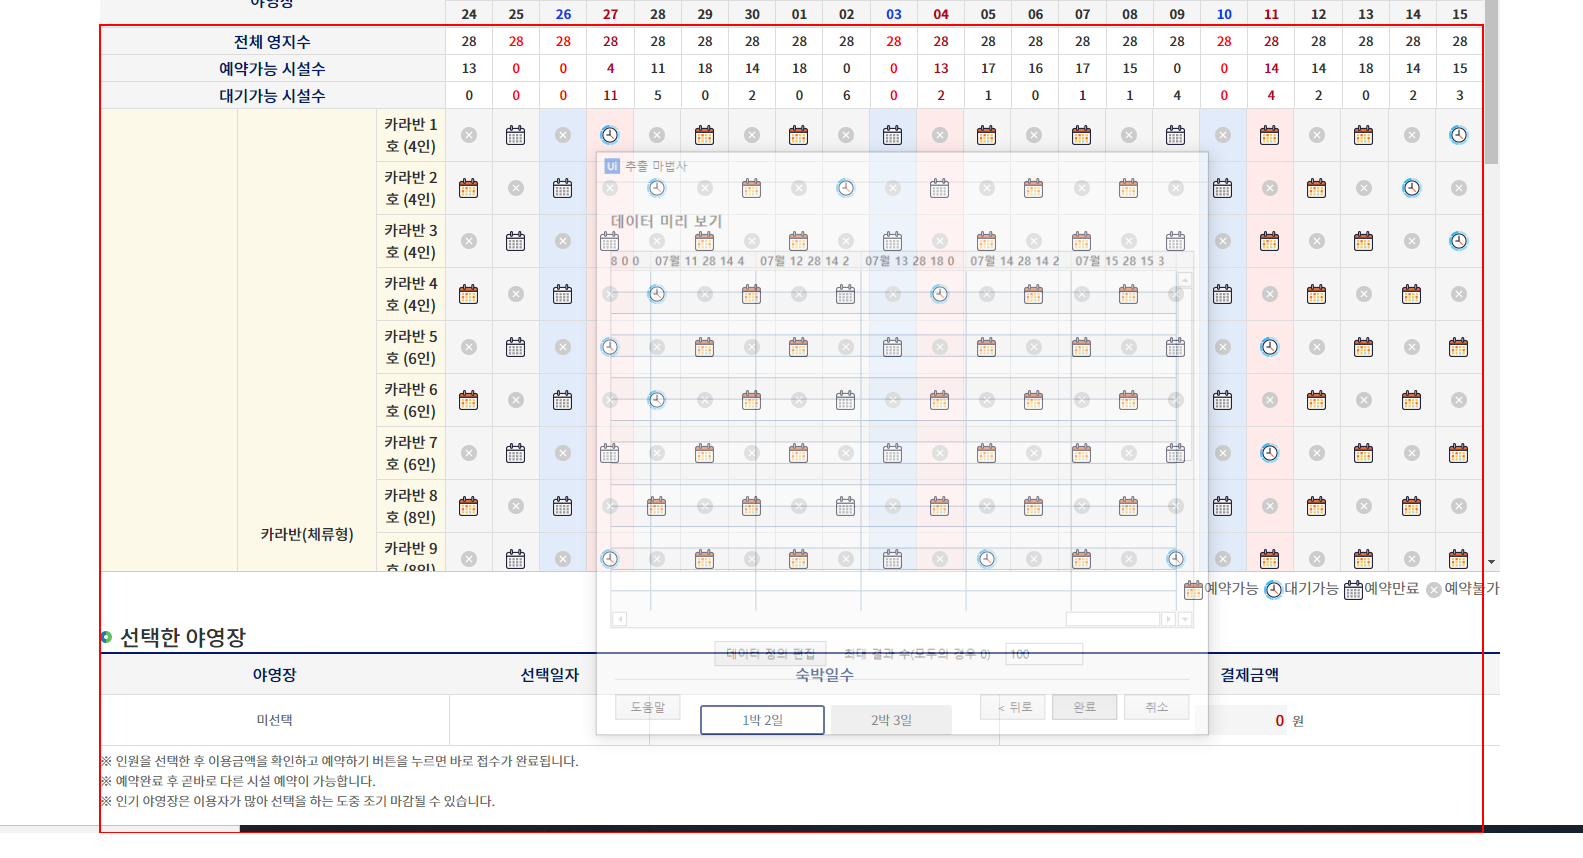 야영장
24 25 26 27 28 29 30 01 02 03 04 05 06 07 08 09 10 11 12 13 14 15
전체 영지수 28 28 28 28 28 28 28 28 28 28 28 28 28 28 28 28 28 28 28 28 28 28
예약가능 시설수 13 0 0 4 11 18 14 18 0 0 13 17 16 17 15 0 0 14 14 18 14 15
대기가능 시설수 0 0 0 11 5 0 2 0 6 0 2 1 0 1 1 4 0 4 2 0 2 3
카라반 1
호 (4인)
Ui 추출 마법사
카라반 2
호 (4인)
데이터 미리 보기
카라반 3
호 (4인)
8 0 0 07월 11 28 14 4 07월 12 28 14 2 07월 13 28 18 0 07월 14 28 14 2 07월 15 28 15 3
카라반 4
호 (4인)
카라반 5
호 (6인)
카라반 6
호 (6인)
카라반 7
호 (6인)
카라반 8
호 (8인)
카라반(체류형)
카라반 9
호 (8인)
예약가능 대기가능 예약만료 예약불가
선택한 야영장
데이터 정의 편집 최대 결과 수(모두의 경우 0) 100
야영장 선택일자 숙박일수 결제금액
도움말 < 뒤로 완료 취소
미선택 1박 2일 2박 3일 0 원
※ 인원을 선택한 후 이용금액을 확인하고 예약하기 버튼을 누르면 바로 접수가 완료됩니다.
※ 예약완료 후 곧바로 다른 시설 예약이 가능합니다.
※ 인기 야영장은 이용자가 많아 선택을 하는 도중 조기 마감될 수 있습니다.